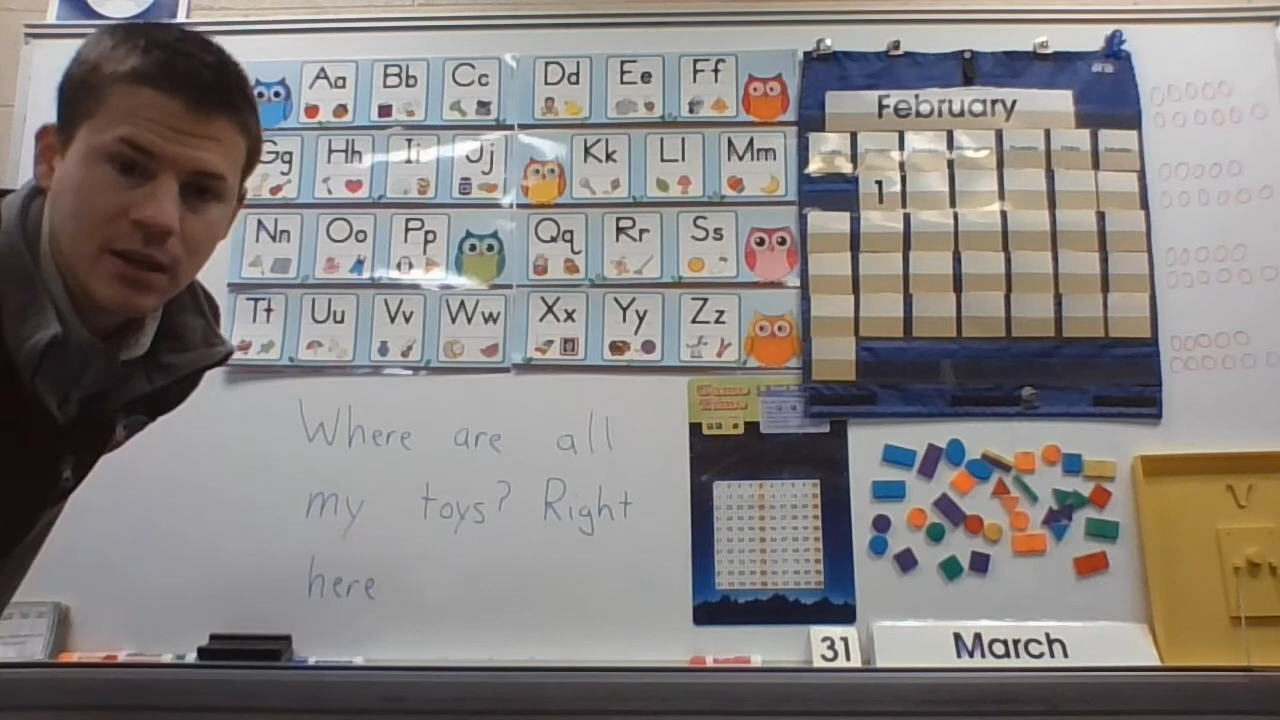 Aa Bb Cc Dd Ee Ff
Gg Hh Ii Jj Kk Ll Mm
Nn Oo Pp Qq Rr Ss
Tt Uu Vv Ww Xx Yy Zz
February
1
Where are all
my toys? Right
here
31
March